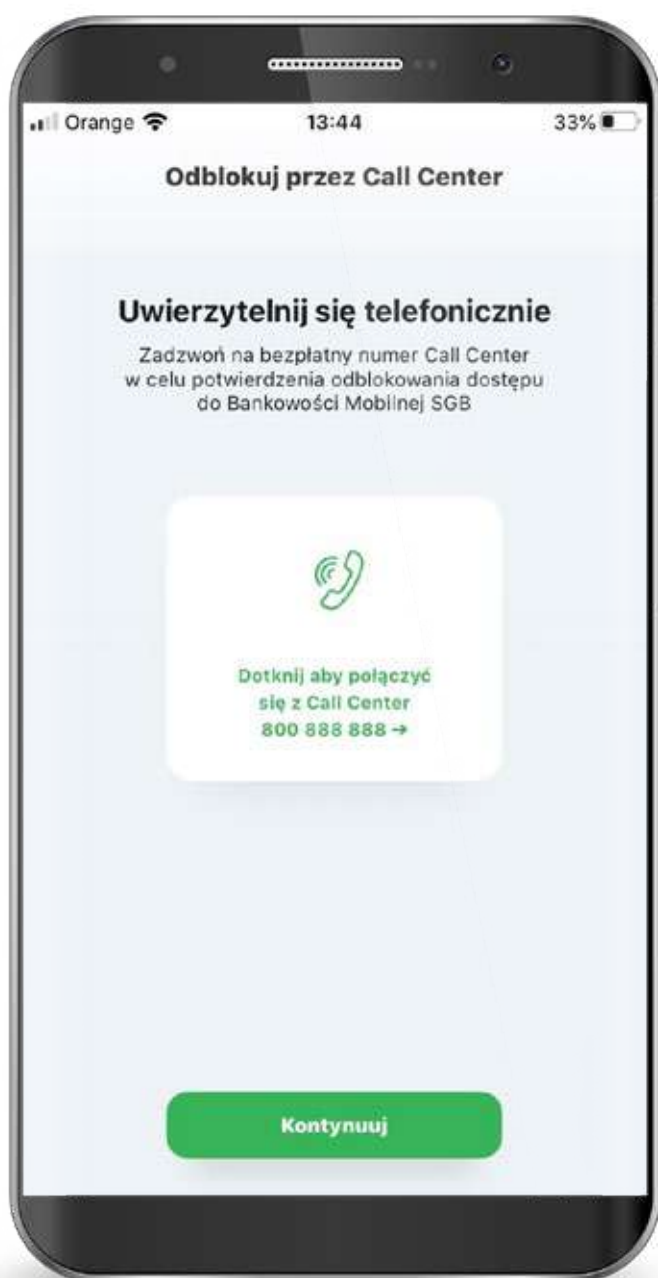 Orange 13:44 33%
Odblokuj przez Call Center
Uwierzytelnij się telefonicznie
Zadzwoń na bezpłatny numer Call Center
w celu potwierdzenia odblokowania dostępu
do Bankowości Mobilnej SGB
Dotknij aby połączyć
się z Call Center
800 888 888 →
Kontynuuj